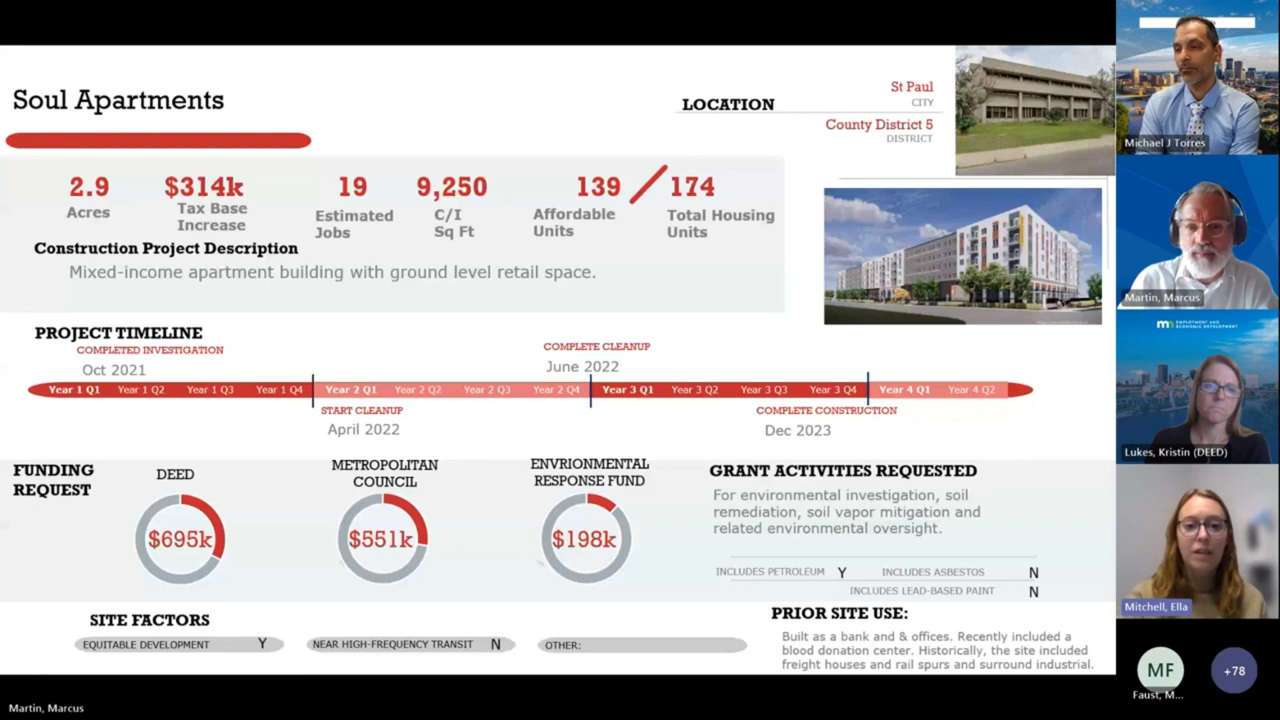 Soul Apartments
LOCATION
St Paul
CITY
County District 5
DISTRICT
2.9
Acres
$314k
Tax Base
Increase
19
Estimated
Jobs
9,250
C/I
Sq Ft
139
Affordable
Units
174
Total Housing
Units
Construction Project Description
Mixed-income apartment building with ground level retail space.
PROJECT TIMELINE
COMPLETED INVESTIGATION
Oct 2021
COMPLETE CLEANUP
June 2022
Year 1 Q1 Year 1 Q2 Year 1 Q3 Year 1 Q4 Year 2 Q1 Year 2 Q2 Year 2 Q3 Year 2 Q4 Year 3 Q1 Year 3 Q2 Year 3 Q3 Year 3 Q4 Year 4 Q1 Year 4 Q2
START CLEANUP
April 2022
COMPLETE CONSTRUCTION
Dec 2023
FUNDING
REQUEST
DEED
$695k
METROPOLITAN
COUNCIL
$551k
ENVRIONMENTAL
RESPONSE FUND
$198k
GRANT ACTIVITIES REQUESTED
For environmental investigation, soil
remediation, soil vapor mitigation and
related environmental oversight.
INCLUDES PETROLEUM Y INCLUDES ASBESTOS N
INCLUDES LEAD-BASED PAINT N
SITE FACTORS
EQUITABLE DEVELOPMENT Y
NEAR HIGH-FREQUENCY TRANSIT N
OTHER:
PRIOR SITE USE:
Built as a bank and & offices. Recently included a
blood donation center. Historically, the site included
freight houses and rail spurs and surround industrial.
Michael J Torres
Martin, Marcus
EMPLOYMENT AND
ECONOMIC DEVELOPMENT
Lukes, Kristin (DEED)
Mitchell, Ella
MF
Faust, M...
+78
Martin, Marcus